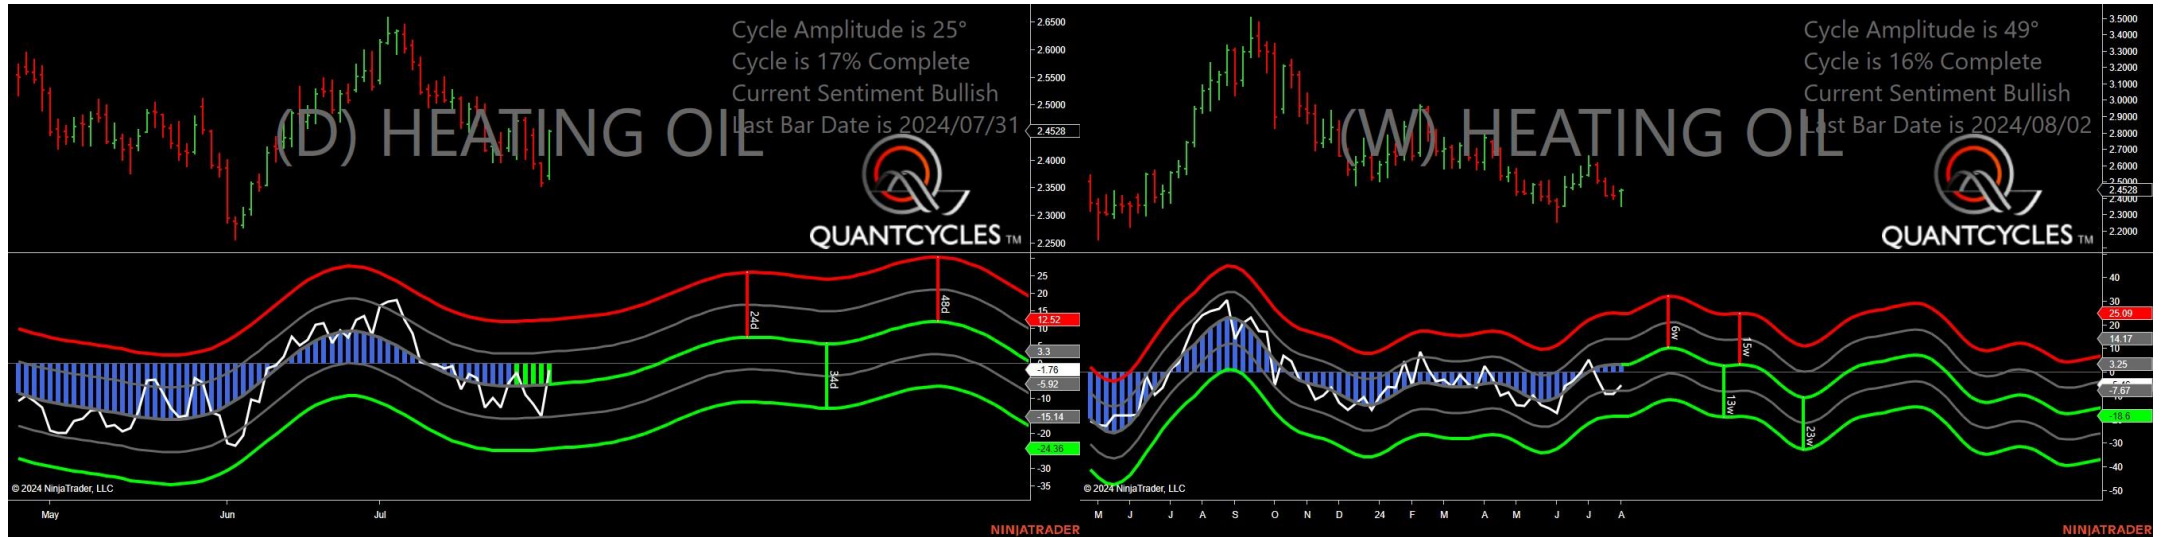 Cycle Amplitude is 25°
Cycle is 17% Complete
Current Sentiment Bullish
Last Bar Date is 2024/07/31
(D) HEATING OIL
QUANTCYCLES TM
2.6500
2.6000
2.5500
2.5000
2.4528
2.4000
2.3500
2.3000
2.2500
24d
48d
34d
25
20
15
12.52
10
5
3.3
0
-1.76
-5.92
-10
-15.14
-20
-24.36
-30
-35
© 2024 NinjaTrader, LLC
May Jun Jul
NINJATRADER
Cycle Amplitude is 49°
Cycle is 16% Complete
Current Sentiment Bullish
Last Bar Date is 2024/08/02
(W) HEATING OIL
QUANTCYCLES TM
3.5000
3.4000
3.3000
3.2000
3.1000
3.0000
2.9000
2.8000
2.7000
2.6000
2.5000
2.4528
2.4000
2.3000
2.2000
6w
15w
13w
23w
40
30
25.09
20
14.17
10
3.25
0
-7.67
-18.6
-30
-40
-50
© 2024 NinjaTrader, LLC
M J J A S O N D 24 F M A M J J A
NINJATRADER